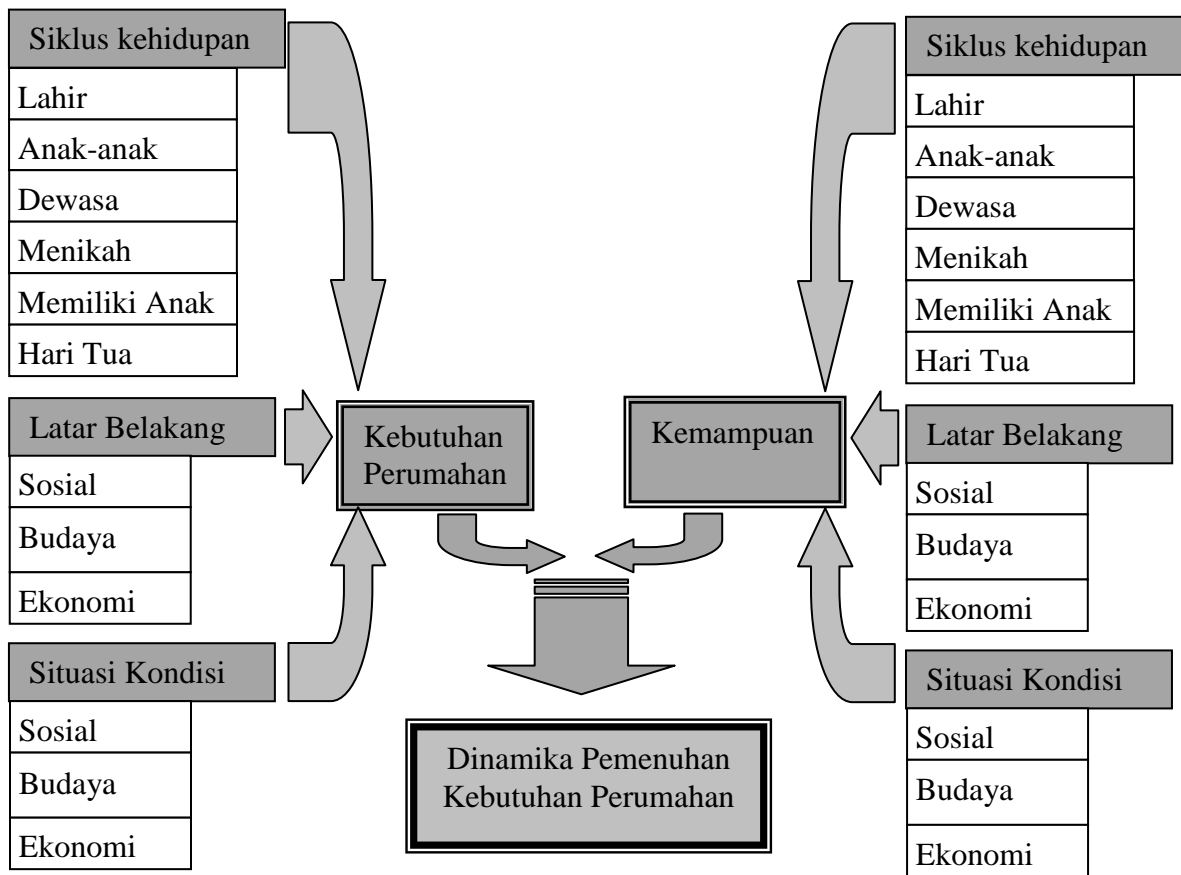 Siklus kehidupan
Lahir
Anak-anak
Dewasa
Menikah
Memiliki Anak
Hari Tua
Latar Belakang
Sosial
Budaya
Ekonomi
Situasi Kondisi
Sosial
Budaya
Ekonomi
Kebutuhan
Perumahan
Kemampuan
Dinamika Pemenuhan
Kebutuhan Perumahan
Siklus kehidupan
Lahir
Anak-anak
Dewasa
Menikah
Memiliki Anak
Hari Tua
Latar Belakang
Sosial
Budaya
Ekonomi
Situasi Kondisi
Sosial
Budaya
Ekonomi